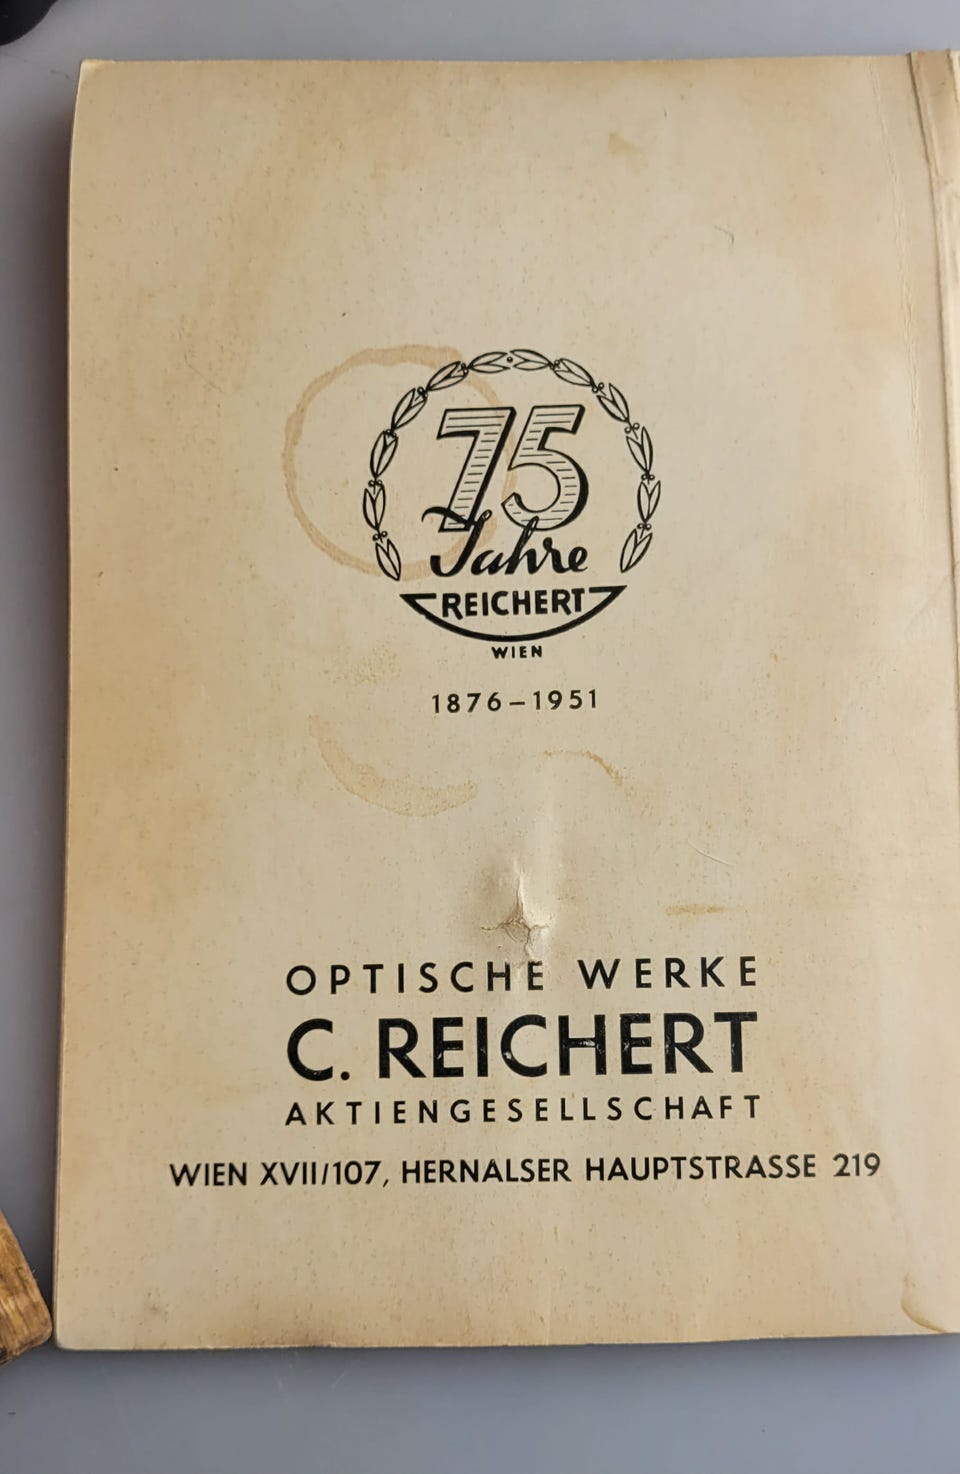 75
Jahre
REICHERT
WIEN
1876–1951
OPTISCHE WERKE
C. REICHERT
AKTIENGESELLSCHAFT
WIEN XVII/107, HERNALSER HAUPTSTRASSE 219